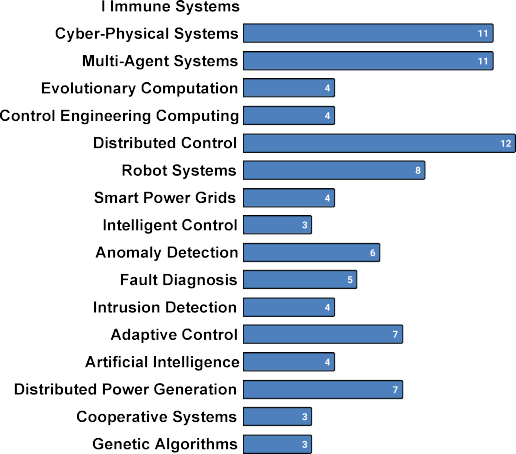 l Immune Systems
Cyber-Physical Systems 11
Multi-Agent Systems 11
Evolutionary Computation 4
Control Engineering Computing 4
Distributed Control 12
Robot Systems 8
Smart Power Grids 4
Intelligent Control 3
Anomaly Detection 6
Fault Diagnosis 5
Intrusion Detection 4
Adaptive Control 7
Artificial Intelligence 4
Distributed Power Generation 7
Cooperative Systems 3
Genetic Algorithms 3